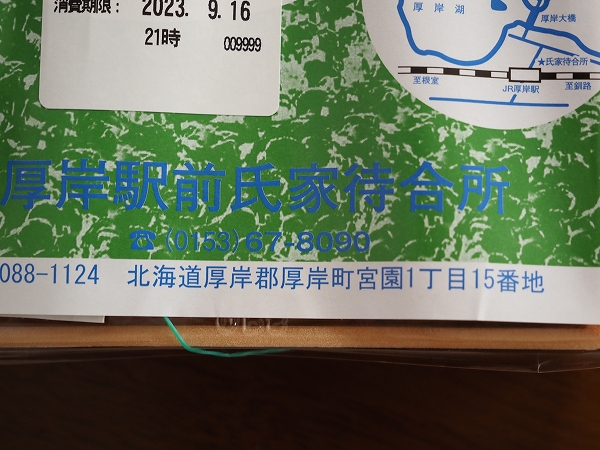 消費期限: 2023. 9.16
21時 009999
厚岸湖
厚岸大橋
★氏家待合所
至根室 至釧路
JR厚岸駅
厚岸駅前氏家待合所
☎(0153)67-8090
088-1124 北海道厚岸郡厚岸町宮園1丁目15番地